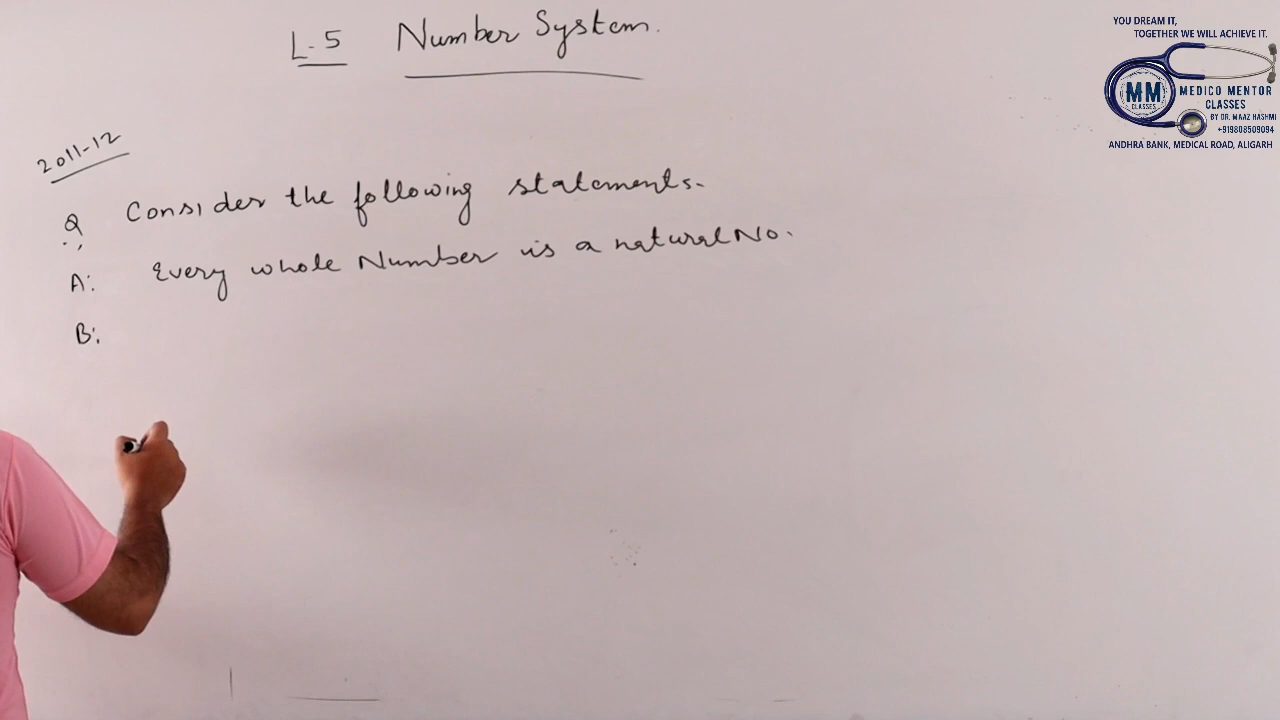 L-5 Number System.
2011-12
Q Consider the following statements.
A: Every whole Number is a natural No.
B:
YOU DREAM IT,
TOGETHER WE WILL ACHIEVE IT.
MM
CLASSES
MEDICO MENTOR
CLASSES
BY DR. MAAZ HASHMI
+919808509094
ANDHRA BANK, MEDICAL ROAD, ALIGARH